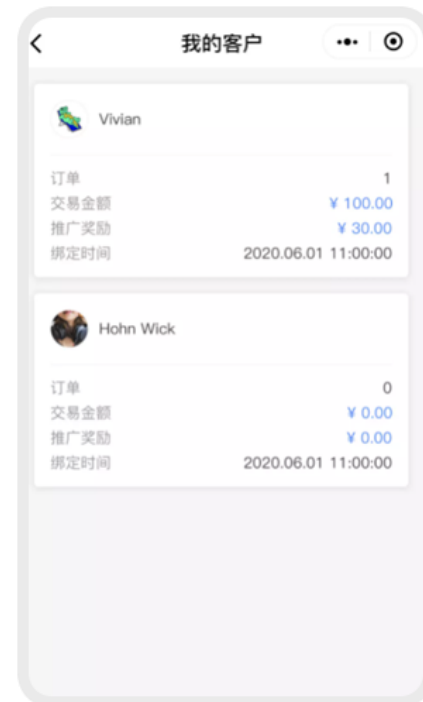 我的客户
Vivian
订单 1
交易金额 ¥ 100.00
推广奖励 ¥ 30.00
绑定时间 2020.06.01 11:00:00
Hohn Wick
订单 0
交易金额 ¥ 0.00
推广奖励 ¥ 0.00
绑定时间 2020.06.01 11:00:00